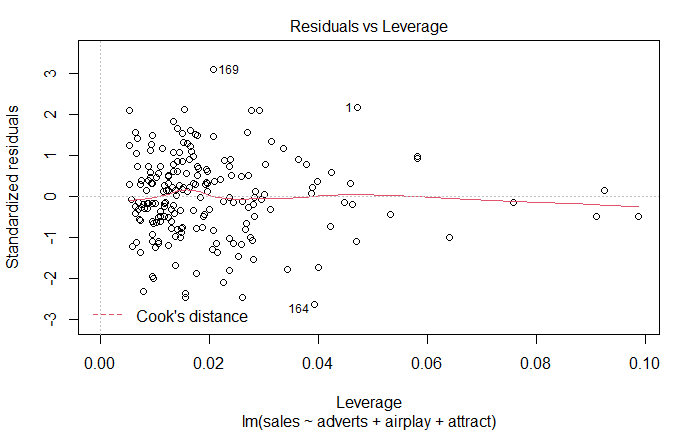 Residuals vs Leverage
Standardized residuals
3
2
1
0
-1
-2
-3
169
1
164
Cook's distance
0.00 0.02 0.04 0.06 0.08 0.10
Leverage
lm(sales ~ adverts + airplay + attract)